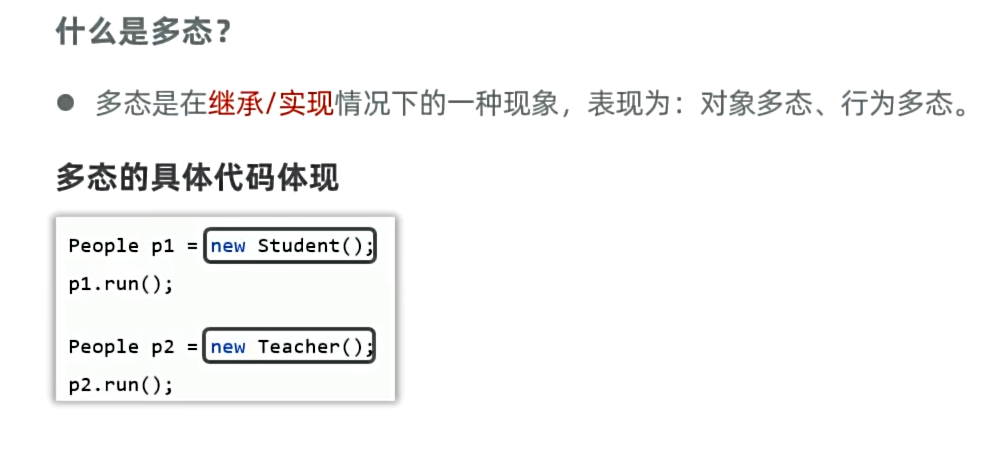 什么是多态？
● 多态是在继承/实现情况下的一种现象，表现为：对象多态、行为多态。
多态的具体代码体现
People p1 = new Student();
p1.run();
People p2 = new Teacher();
p2.run();